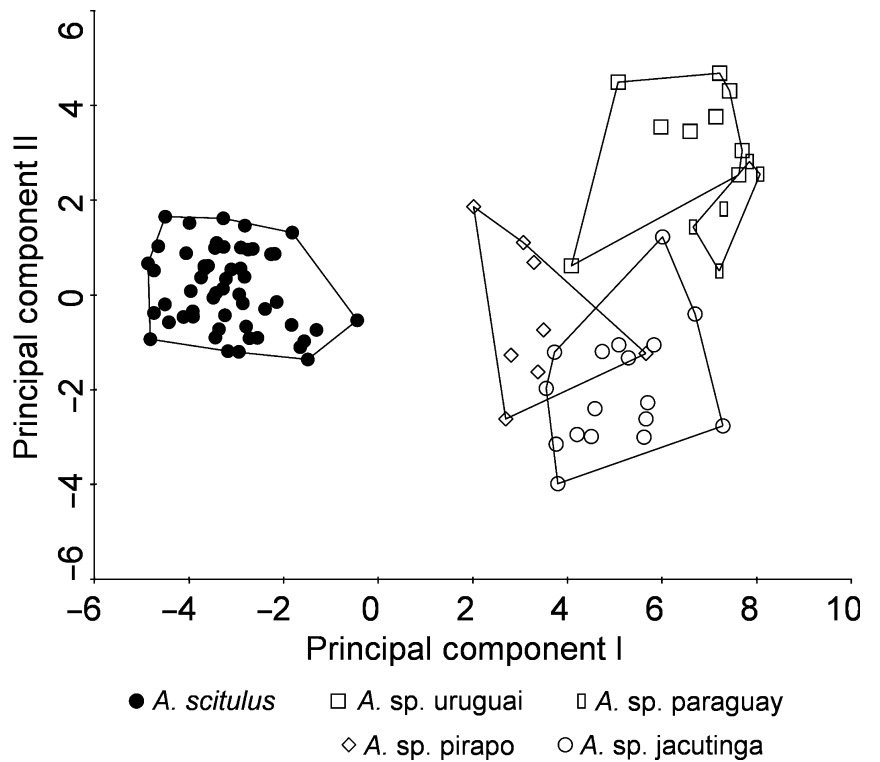 Principal component II
6
4
2
0
−2
−4
−6
−6 −4 −2 0 2 4 6 8 10
Principal component I
A. scitulus A. sp. uruguai A. sp. paraguay
A. sp. pirapo A. sp. jacutinga